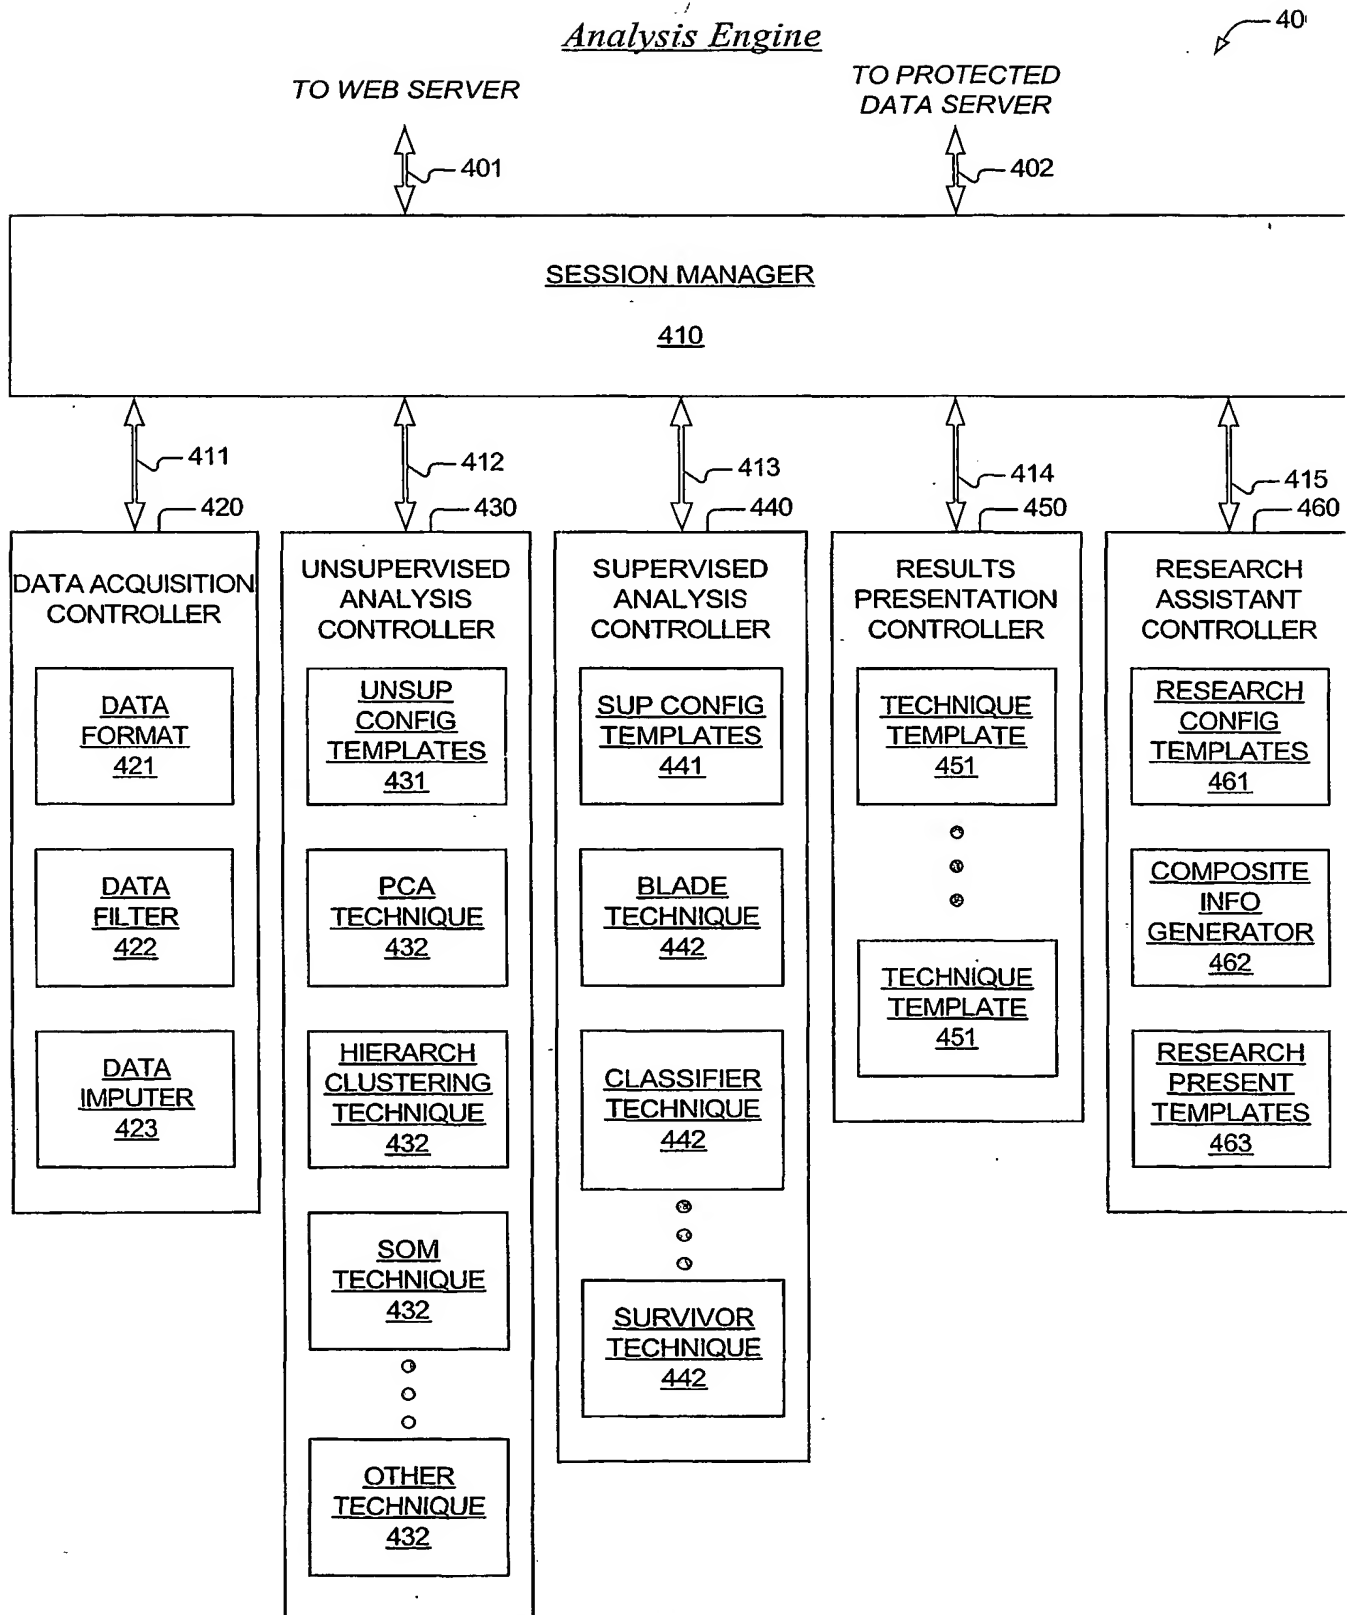 Analysis Engine
40
TO WEB SERVER
TO PROTECTED
DATA SERVER
401
402
SESSION MANAGER
410
411
412
413
414
415
420
430
440
450
460
DATA ACQUISITION
CONTROLLER
DATA
FORMAT
421
DATA
FILTER
422
DATA
IMPUTER
423
UNSUPERVISED
ANALYSIS
CONTROLLER
UNSUP
CONFIG
TEMPLATES
431
PCA
TECHNIQUE
432
HIERARCH
CLUSTERING
TECHNIQUE
432
SOM
TECHNIQUE
432
OTHER
TECHNIQUE
432
SUPERVISED
ANALYSIS
CONTROLLER
SUP CONFIG
TEMPLATES
441
BLADE
TECHNIQUE
442
CLASSIFIER
TECHNIQUE
442
SURVIVOR
TECHNIQUE
442
RESULTS
PRESENTATION
CONTROLLER
TECHNIQUE
TEMPLATE
451
TECHNIQUE
TEMPLATE
451
RESEARCH
ASSISTANT
CONTROLLER
RESEARCH
CONFIG
TEMPLATES
461
COMPOSITE
INFO
GENERATOR
462
RESEARCH
PRESENT
TEMPLATES
463